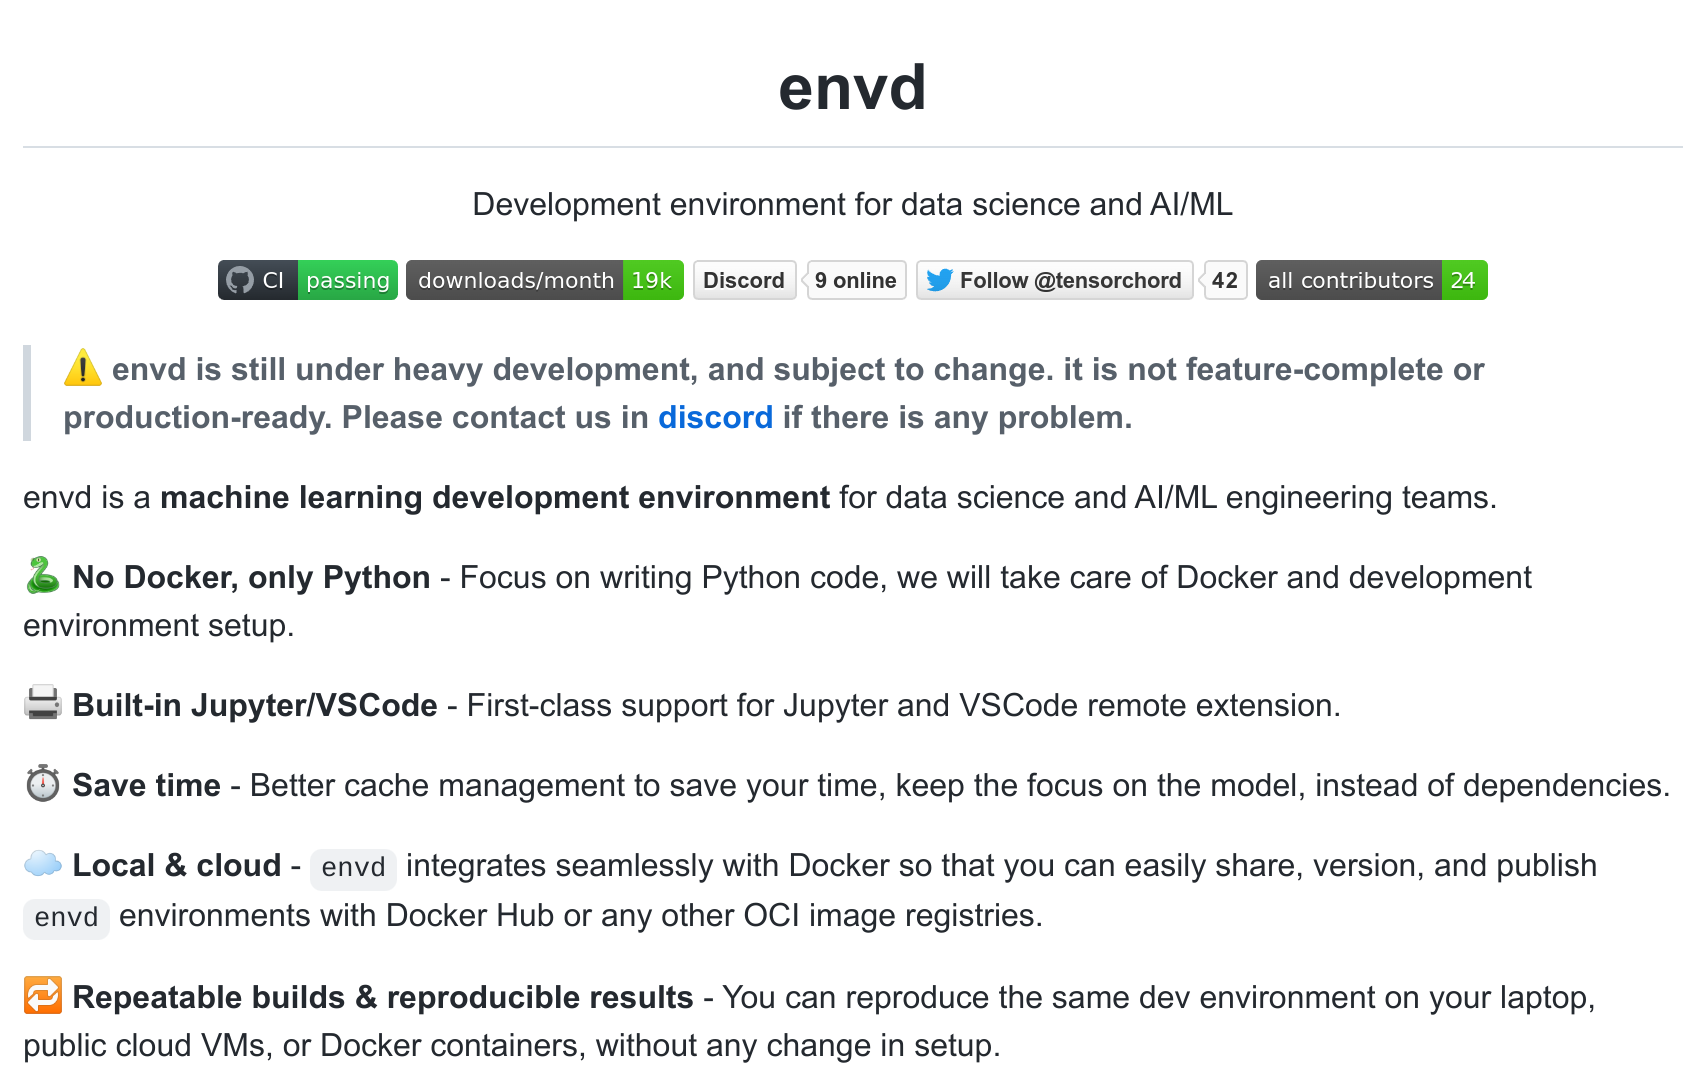 envd
Development environment for data science and AI/ML
CI passing downloads/month 19k Discord 9 online Follow @tensorchord 42 all contributors 24
⚠️ envd is still under heavy development, and subject to change. it is not feature-complete or
production-ready. Please contact us in discord if there is any problem.
envd is a machine learning development environment for data science and AI/ML engineering teams.
🐍 No Docker, only Python - Focus on writing Python code, we will take care of Docker and development
environment setup.
🖨️ Built-in Jupyter/VSCode - First-class support for Jupyter and VSCode remote extension.
⏱️ Save time - Better cache management to save your time, keep the focus on the model, instead of dependencies.
☁️ Local & cloud - envd integrates seamlessly with Docker so that you can easily share, version, and publish
envd environments with Docker Hub or any other OCI image registries.
🔁 Repeatable builds & reproducible results - You can reproduce the same dev environment on your laptop,
public cloud VMs, or Docker containers, without any change in setup.